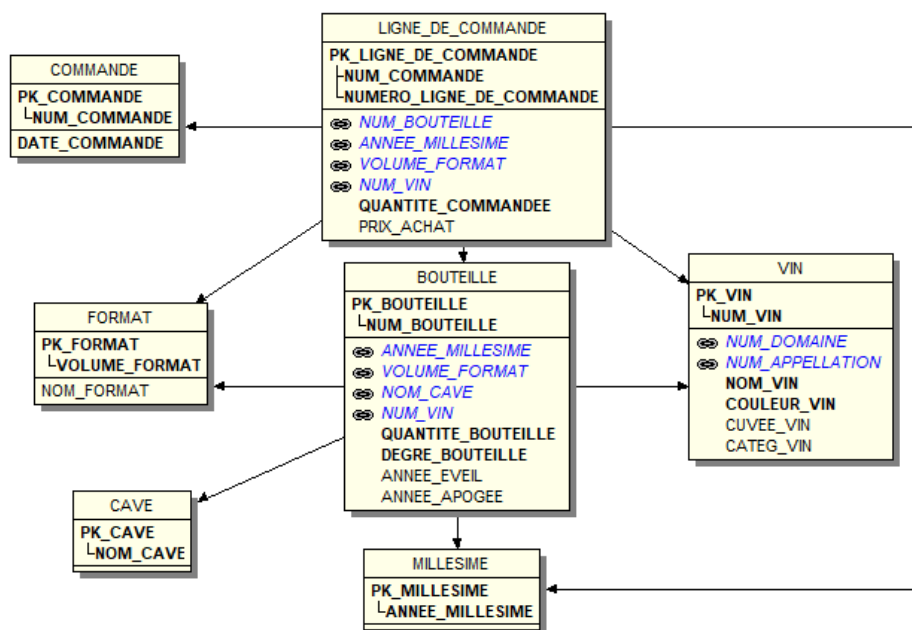 LIGNE_DE_COMMANDE
PK_LIGNE_DE_COMMANDE
NUM_COMMANDE
NUMERO_LIGNE_DE_COMMANDE
NUM_BOUTEILLE
ANNEE_MILLESIME
VOLUME_FORMAT
NUM_VIN
QUANTITE_COMMANDEE
PRIX_ACHAT
COMMANDE
PK_COMMANDE
NUM_COMMANDE
DATE_COMMANDE
BOUTEILLE
PK_BOUTEILLE
NUM_BOUTEILLE
ANNEE_MILLESIME
VOLUME_FORMAT
NOM_CAVE
NUM_VIN
QUANTITE_BOUTEILLE
DEGRE_BOUTEILLE
ANNEE_EVEIL
ANNEE_APOGEE
VIN
PK_VIN
NUM_VIN
NUM_DOMAINE
NUM_APPELLATION
NOM_VIN
COULEUR_VIN
CUVEE_VIN
CATEG_VIN
FORMAT
PK_FORMAT
VOLUME_FORMAT
NOM_FORMAT
CAVE
PK_CAVE
NOM_CAVE
MILLESIME
PK_MILLESIME
ANNEE_MILLESIME